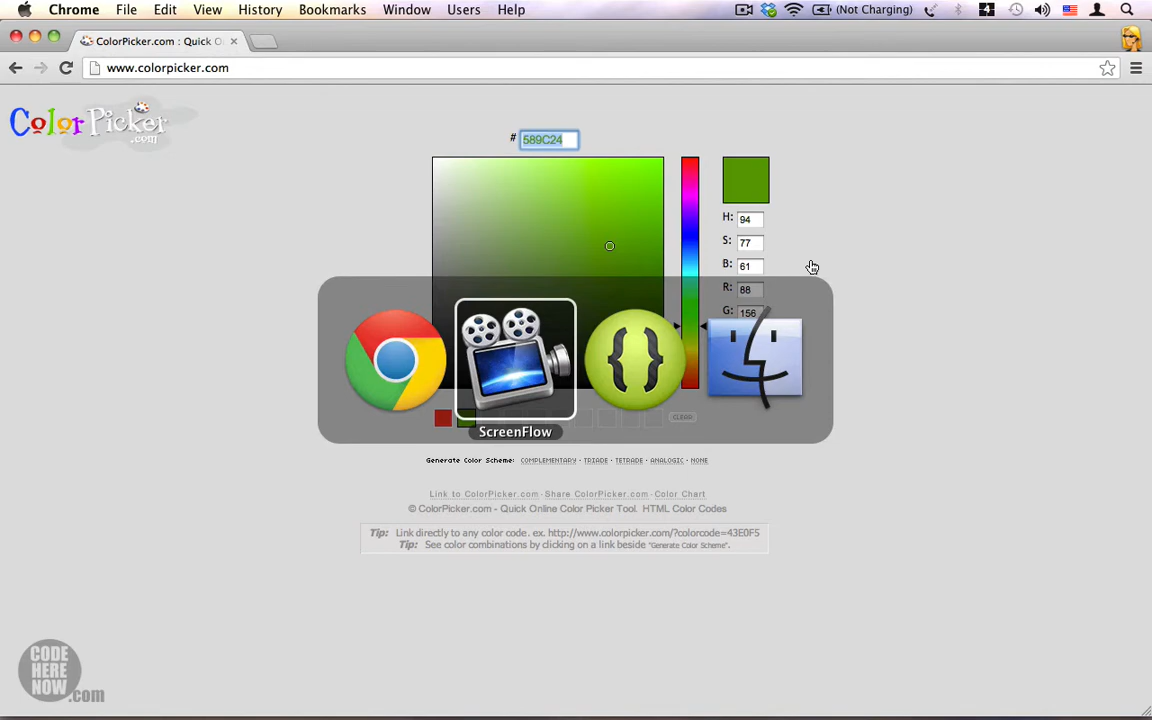 Chrome File Edit View History Bookmarks Window Users Help
(Not Charging)
4
ColorPicker.com : Quick O
www.colorpicker.com
Color Picker
.com
# 589C24
H: 94
S: 77
B: 61
R: 88
G: 156
CLEAR
{ }
ScreenFlow
Generate Color Scheme: COMPLEMENTARY · TRIADE · TETRADE · ANALOGIC · NONE
Link to ColorPicker.com · Share ColorPicker.com · Color Chart
© ColorPicker.com - Quick Online Color Picker Tool. HTML Color Codes
Tip: Link directly to any color code. ex. http://www.colorpicker.com/?colorcode=43E0F5
Tip: See color combinations by clicking on a link beside "Generate Color Scheme".
CODE
HERE
NOW
.com